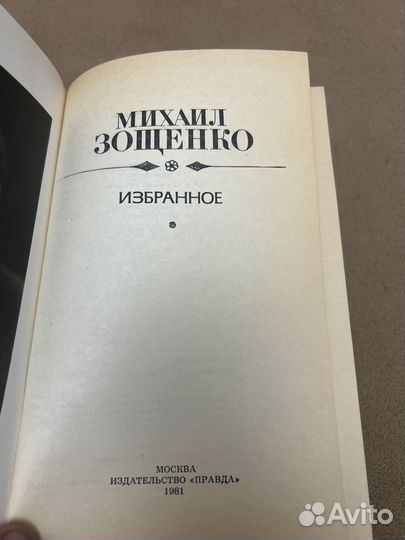 МИХАИЛ
ЗОЩЕНКО
ИЗБРАННОЕ
МОСКВА
ИЗДАТЕЛЬСТВО «ПРАВДА»
1981
Avito